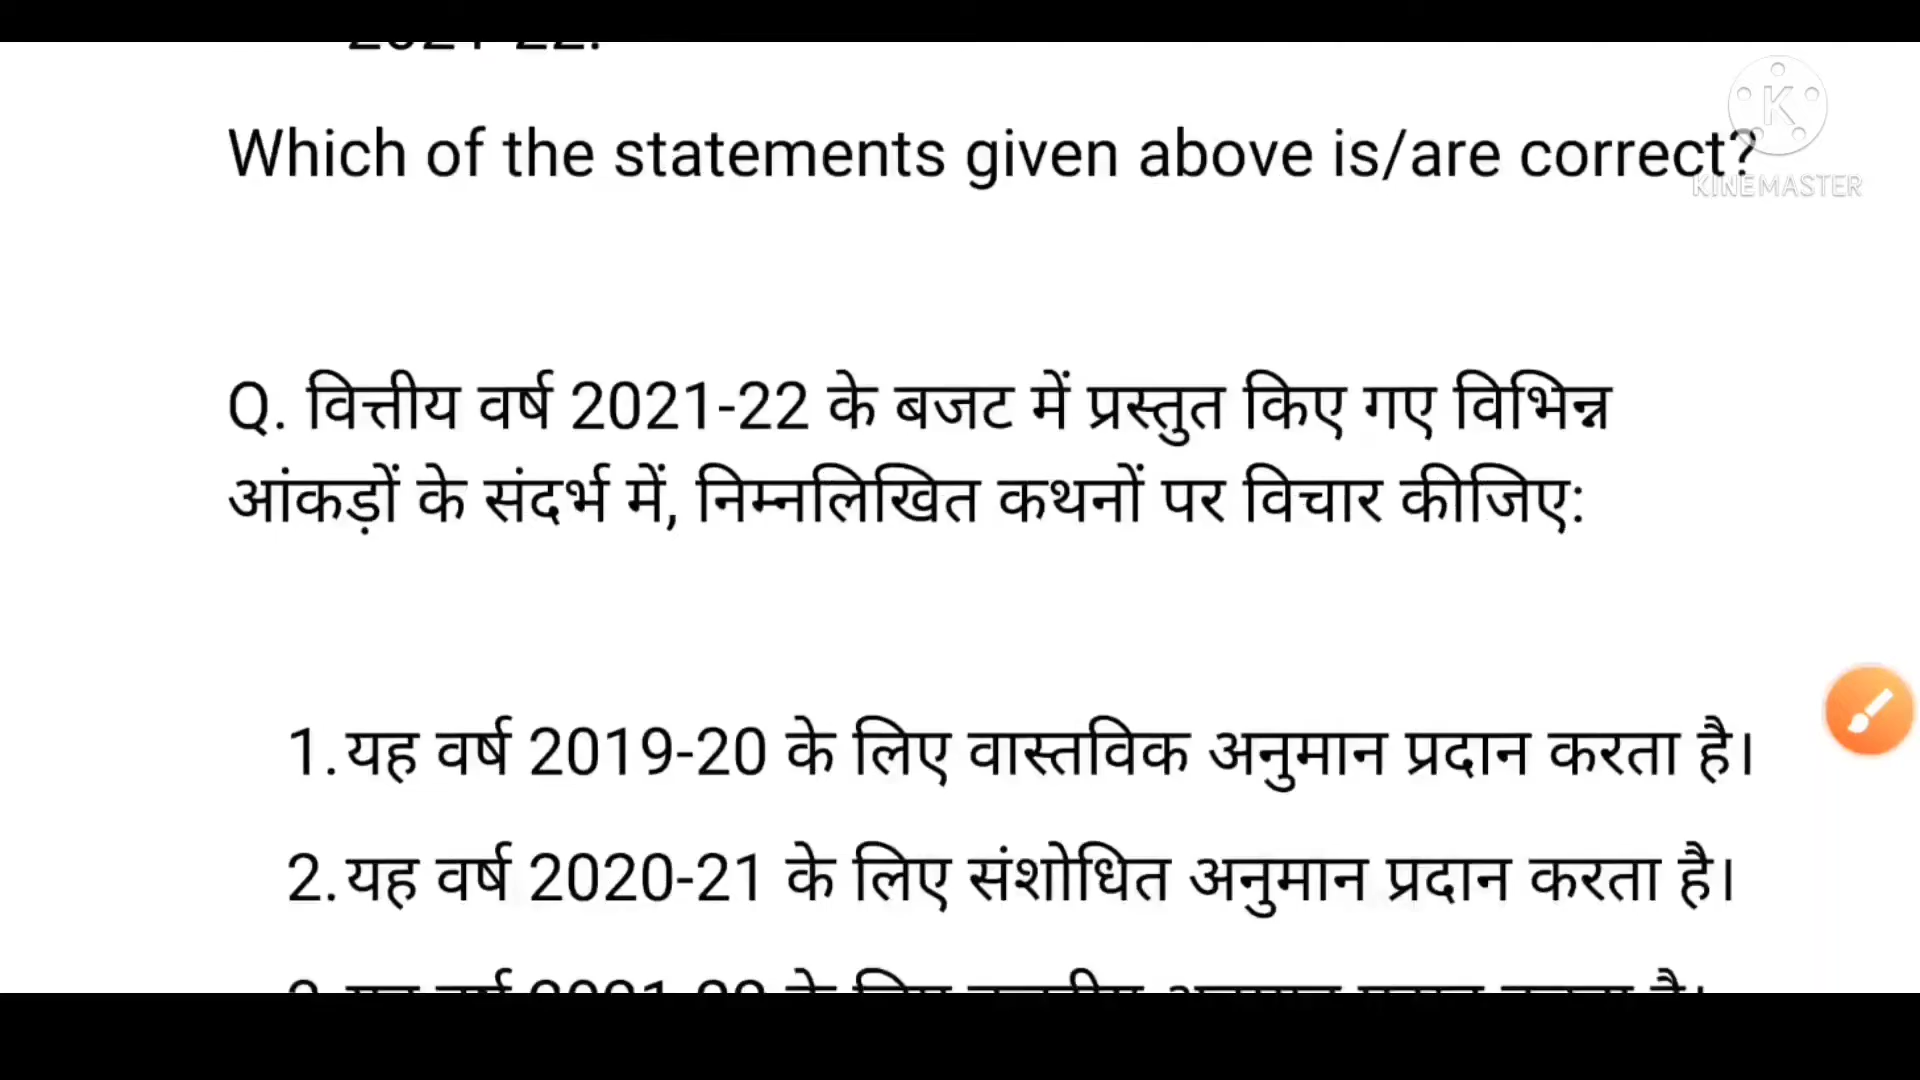 Which of the statements given above is/are correct?
KINEMASTER
Q. वित्तीय वर्ष 2021-22 के बजट में प्रस्तुत किए गए विभिन्न
आंकड़ों के संदर्भ में, निम्नलिखित कथनों पर विचार कीजिए:
1. यह वर्ष 2019-20 के लिए वास्तविक अनुमान प्रदान करता है।
2. यह वर्ष 2020-21 के लिए संशोधित अनुमान प्रदान करता है।